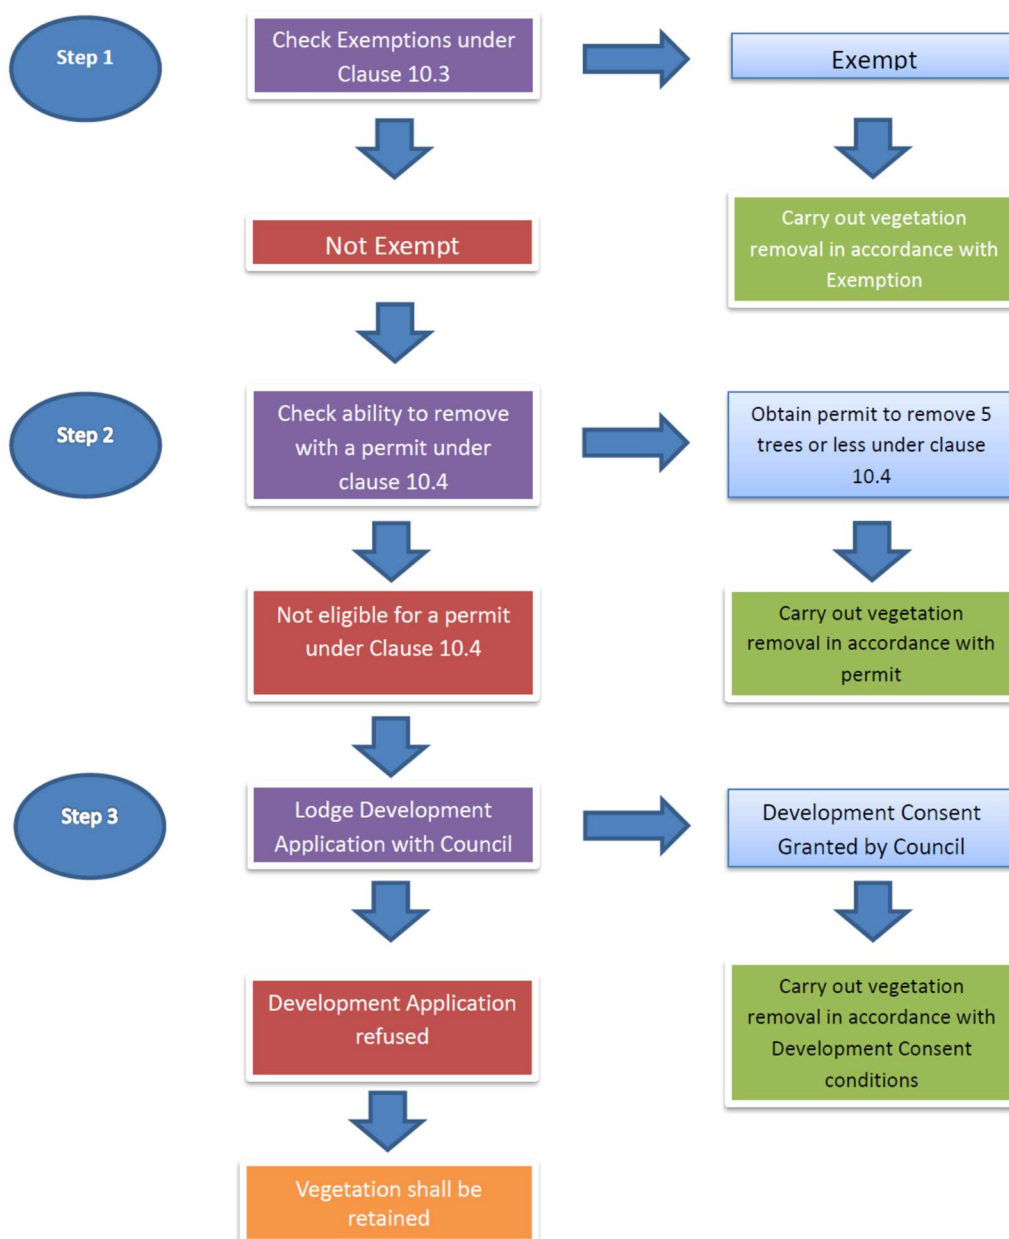 Step 1
Check Exemptions under
Clause 10.3
Exempt
Not Exempt
Carry out vegetation
removal in accordance with
Exemption
Step 2
Check ability to remove
with a permit under
clause 10.4
Obtain permit to remove 5
trees or less under clause
10.4
Not eligible for a permit
under Clause 10.4
Carry out vegetation
removal in accordance with
permit
Step 3
Lodge Development
Application with Council
Development Consent
Granted by Council
Development Application
refused
Carry out vegetation
removal in accordance with
Development Consent
conditions
Vegetation shall be
retained